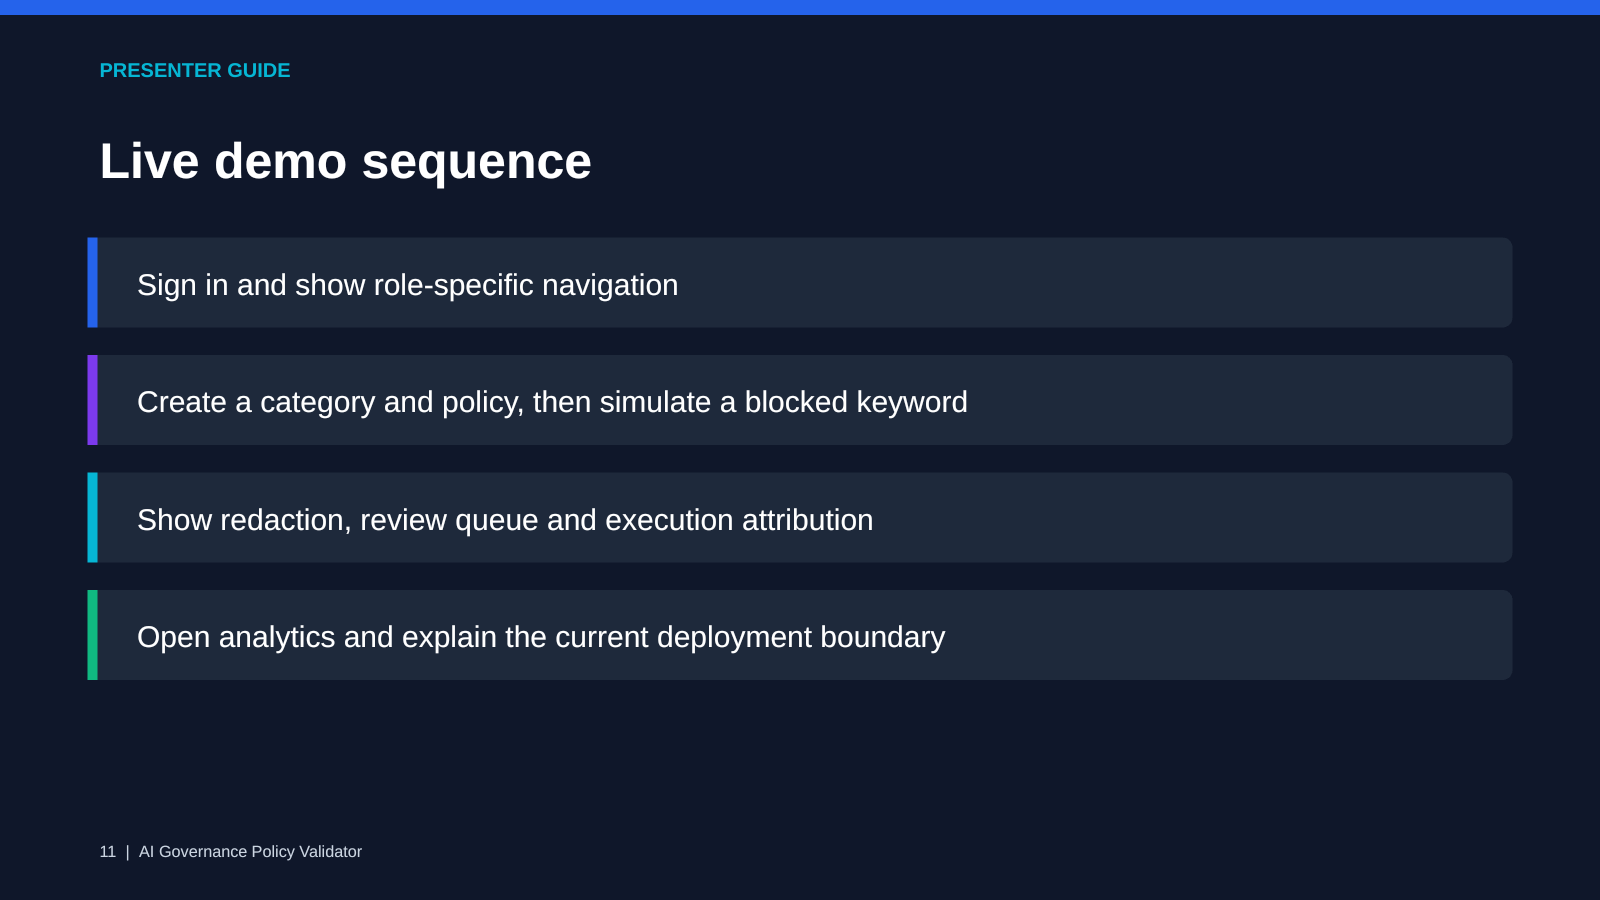 PRESENTER GUIDE
Live demo sequence
Sign in and show role-specific navigation
Create a category and policy, then simulate a blocked keyword
Show redaction, review queue and execution attribution
Open analytics and explain the current deployment boundary
11 | AI Governance Policy Validator